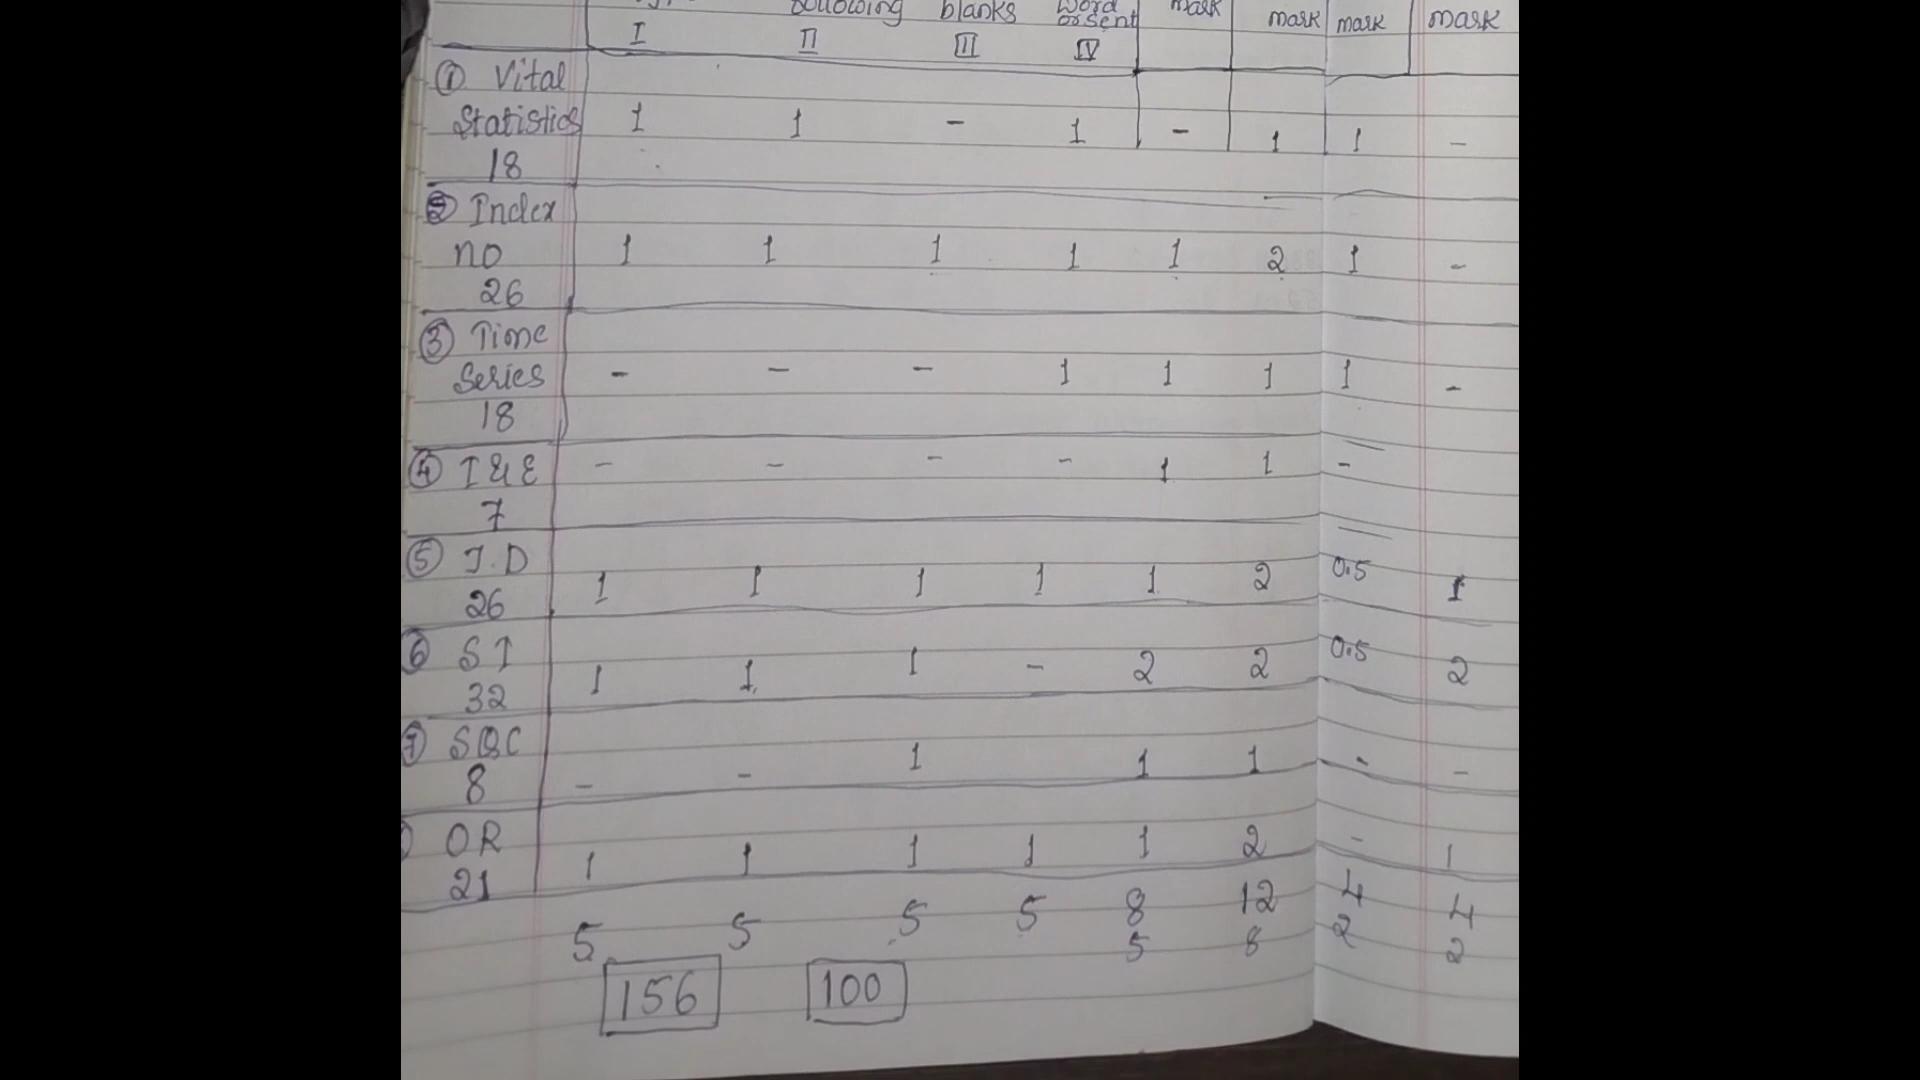 following blanks word mark mark mark mark
or sent
I II III IV
① Vital
Statistics 1 1 - 1 - 1 1 -
18
② Index
no 1 1 1 1 1 2 1 -
26
③ Time
Series - - - 1 1 1 1 -
18
④ I & E - - - - 1 1 -
7
⑤ T.D 1 1 1 1 1 2 0.5 1
26
⑥ S I 1 1 1 - 2 2 0.5 2
32
⑦ SQC - - 1 1 1 - -
8
OR 1 1 1 1 1 2 - 1
21
5 5 5 5 8 12 4 4
5 8 2 2
156 100